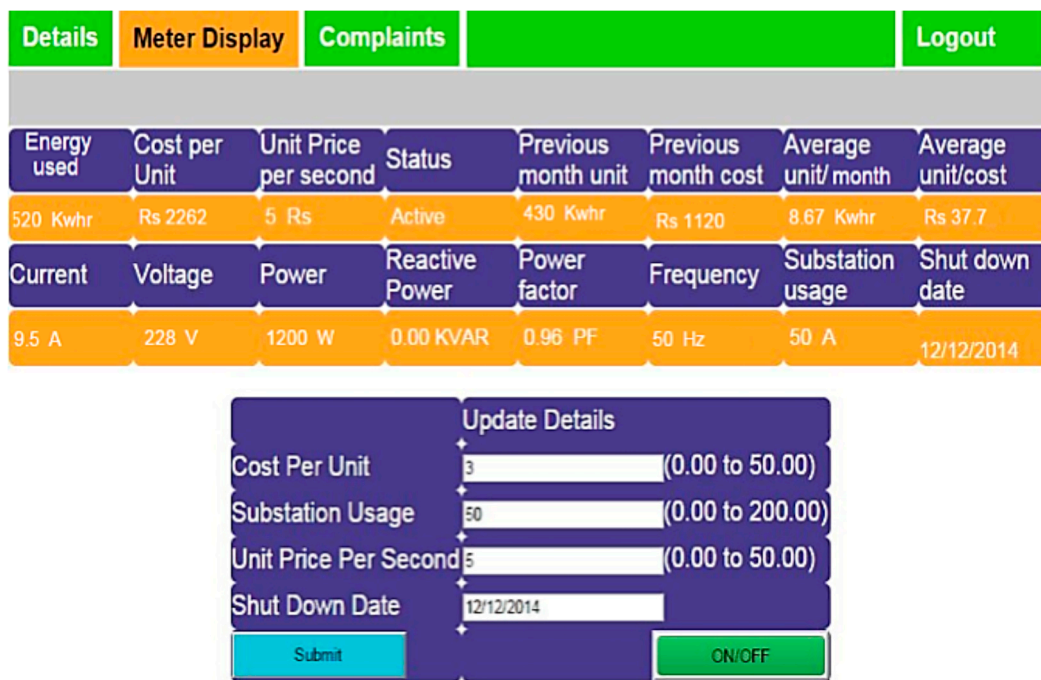 Details Meter Display Complaints Logout
Energy used Cost per Unit Unit Price per second Status Previous month unit Previous month cost Average unit/ month Average unit/cost
520 Kwhr Rs 2262 5 Rs Active 430 Kwhr Rs 1120 8.67 Kwhr Rs 37.7
Current Voltage Power Reactive Power Power factor Frequency Substation usage Shut down date
9.5 A 228 V 1200 W 0.00 KVAR 0.96 PF 50 Hz 50 A 12/12/2014
Update Details
Cost Per Unit 3 (0.00 to 50.00)
Substation Usage 50 (0.00 to 200.00)
Unit Price Per Second 5 (0.00 to 50.00)
Shut Down Date 12/12/2014
Submit ON/OFF